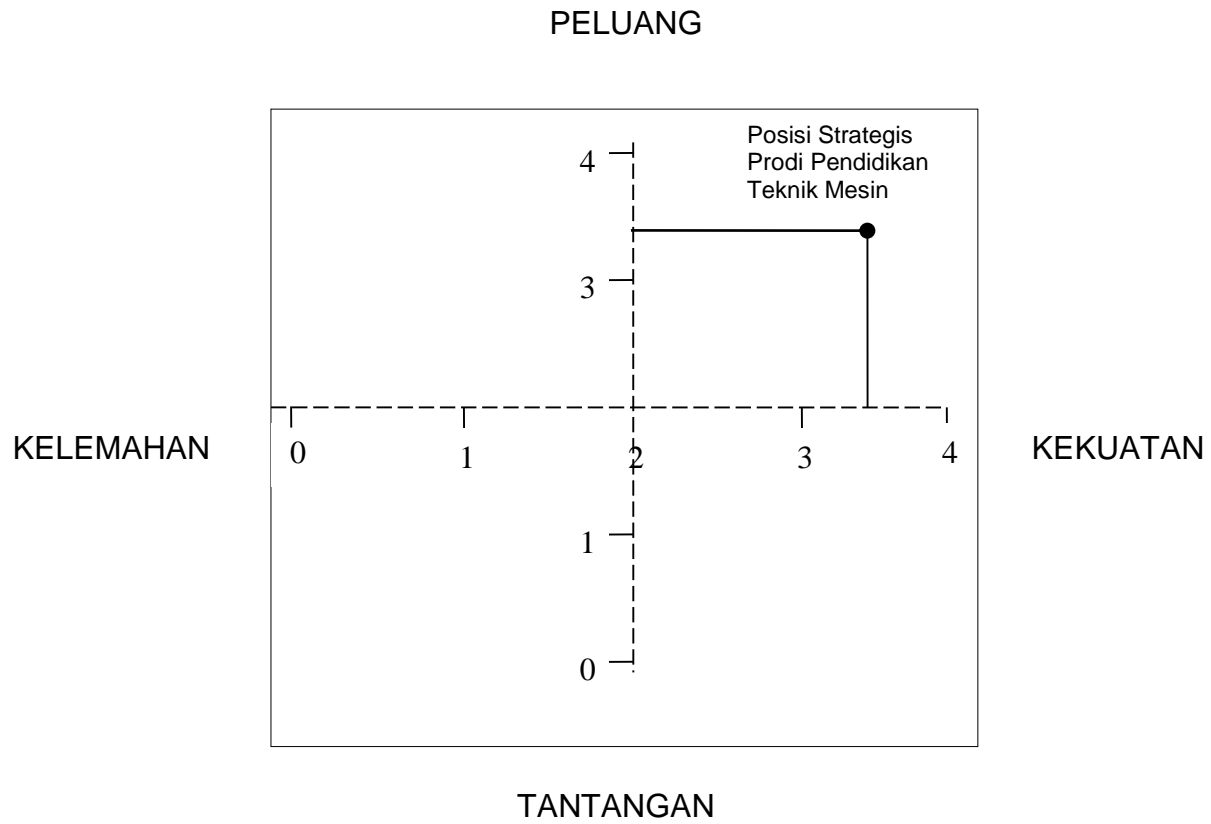 PELUANG
Posisi Strategis
Prodi Pendidikan
Teknik Mesin
4
3
KELEMAHAN
0
1
2
3
4
KEKUATAN
1
0
TANTANGAN